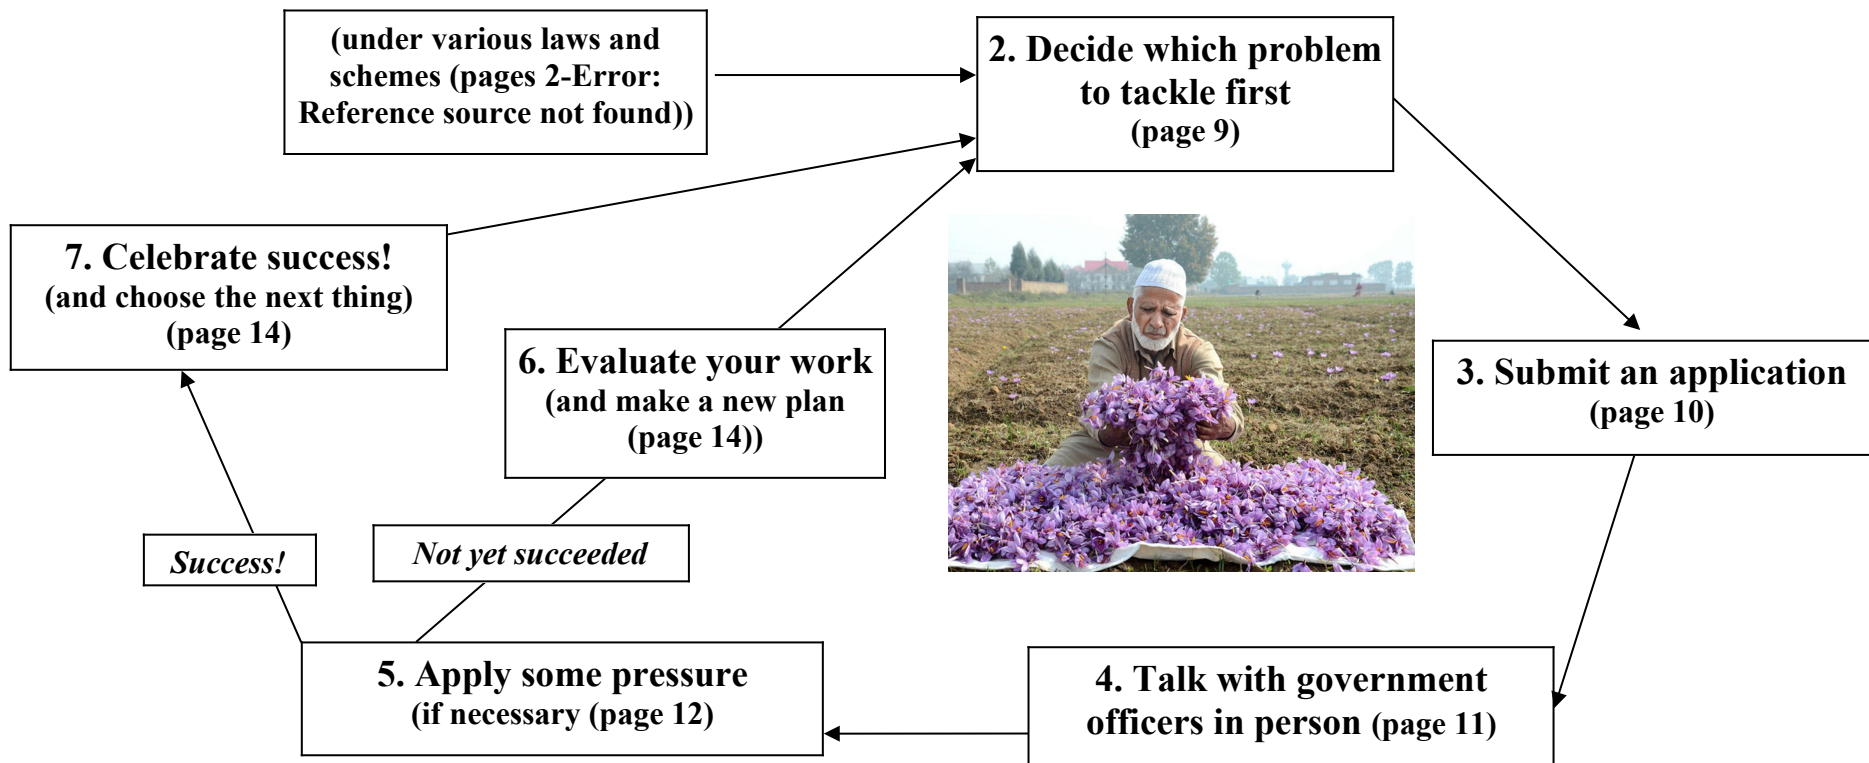 (under various laws and
schemes (pages 2-Error:
Reference source not found))
2. Decide which problem
to tackle first
(page 9)
3. Submit an application
(page 10)
4. Talk with government
officers in person (page 11)
5. Apply some pressure
(if necessary (page 12)
Not yet succeeded
6. Evaluate your work
(and make a new plan
(page 14))
Success!
7. Celebrate success!
(and choose the next thing)
(page 14)